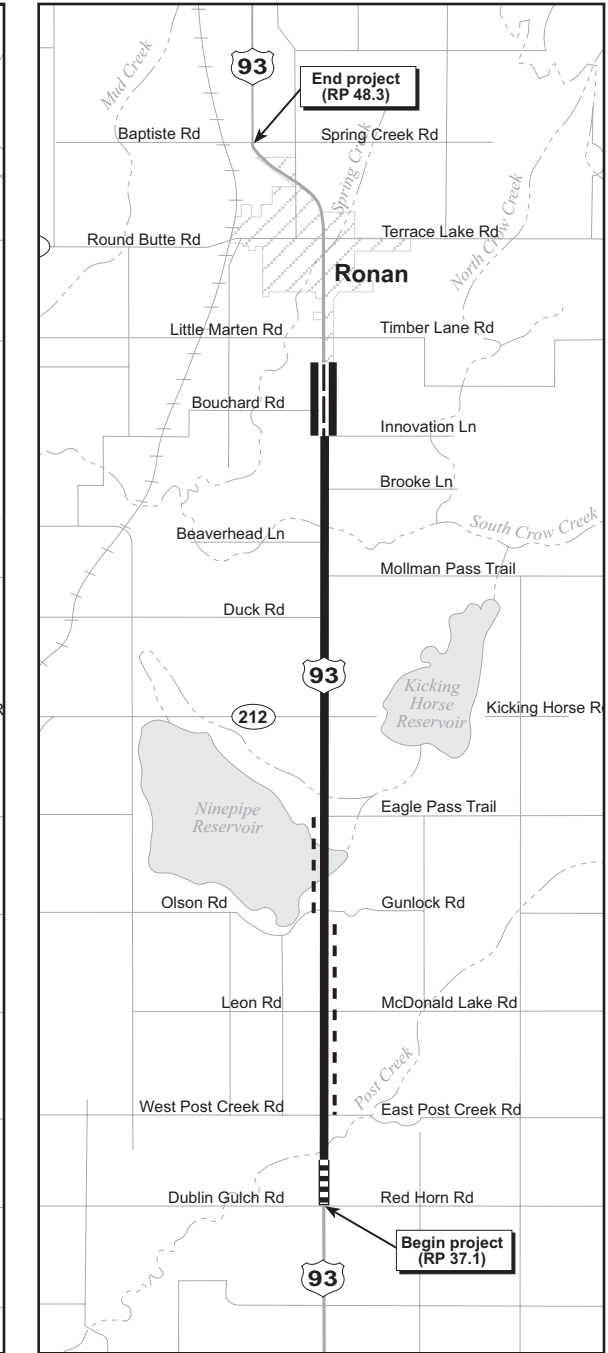 93
End project
(RP 48.3)
Mud Creek
Baptiste Rd
Spring Creek Rd
Spring Creek
Round Butte Rd
Terrace Lake Rd
North Crow Creek
Ronan
Little Marten Rd
Timber Lane Rd
Bouchard Rd
Innovation Ln
Brooke Ln
South Crow Creek
Beaverhead Ln
Mollman Pass Trail
Duck Rd
93
Kicking
Horse
Reservoir
212
Kicking Horse R
Ninepipe
Reservoir
Eagle Pass Trail
Olson Rd
Gunlock Rd
Leon Rd
McDonald Lake Rd
Post Creek
West Post Creek Rd
East Post Creek Rd
Dublin Gulch Rd
Red Horn Rd
Begin project
(RP 37.1)
93